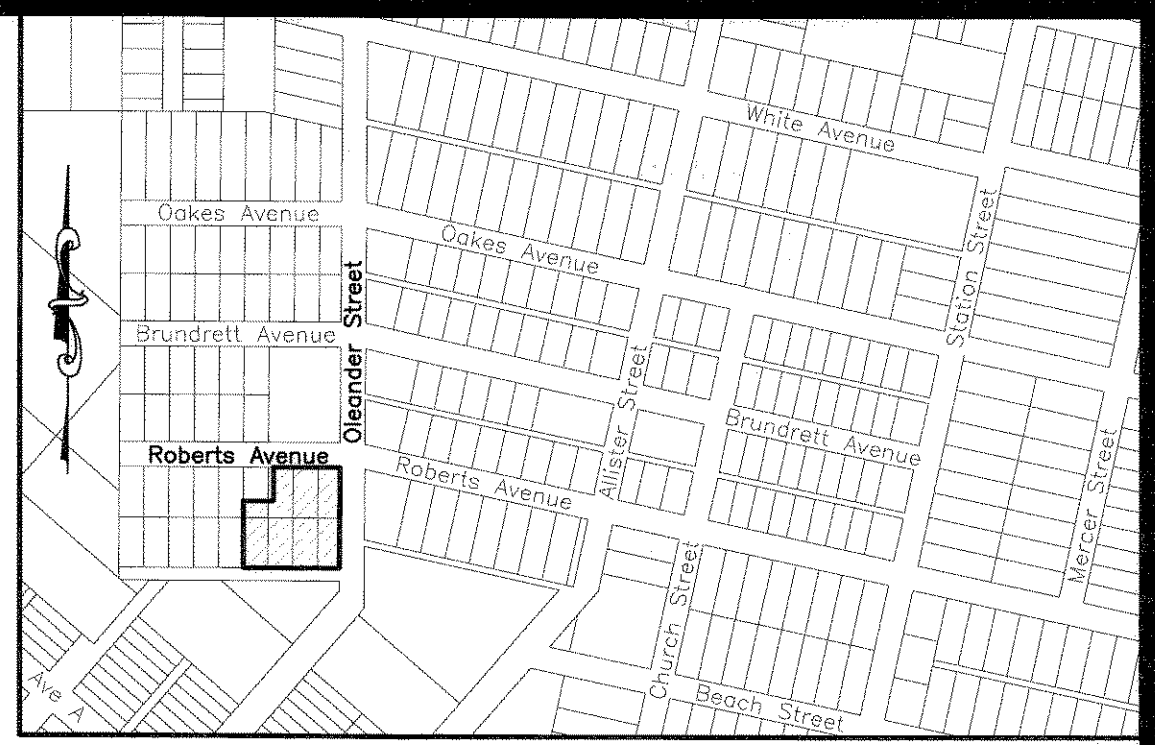 White Avenue
Oakes Avenue
Oakes Avenue
Station Street
Oleander Street
Brundrett Avenue
Allister Street
Brundrett Avenue
Roberts Avenue
Roberts Avenue
Mercer Street
Church Street
Ave A
Beach Street